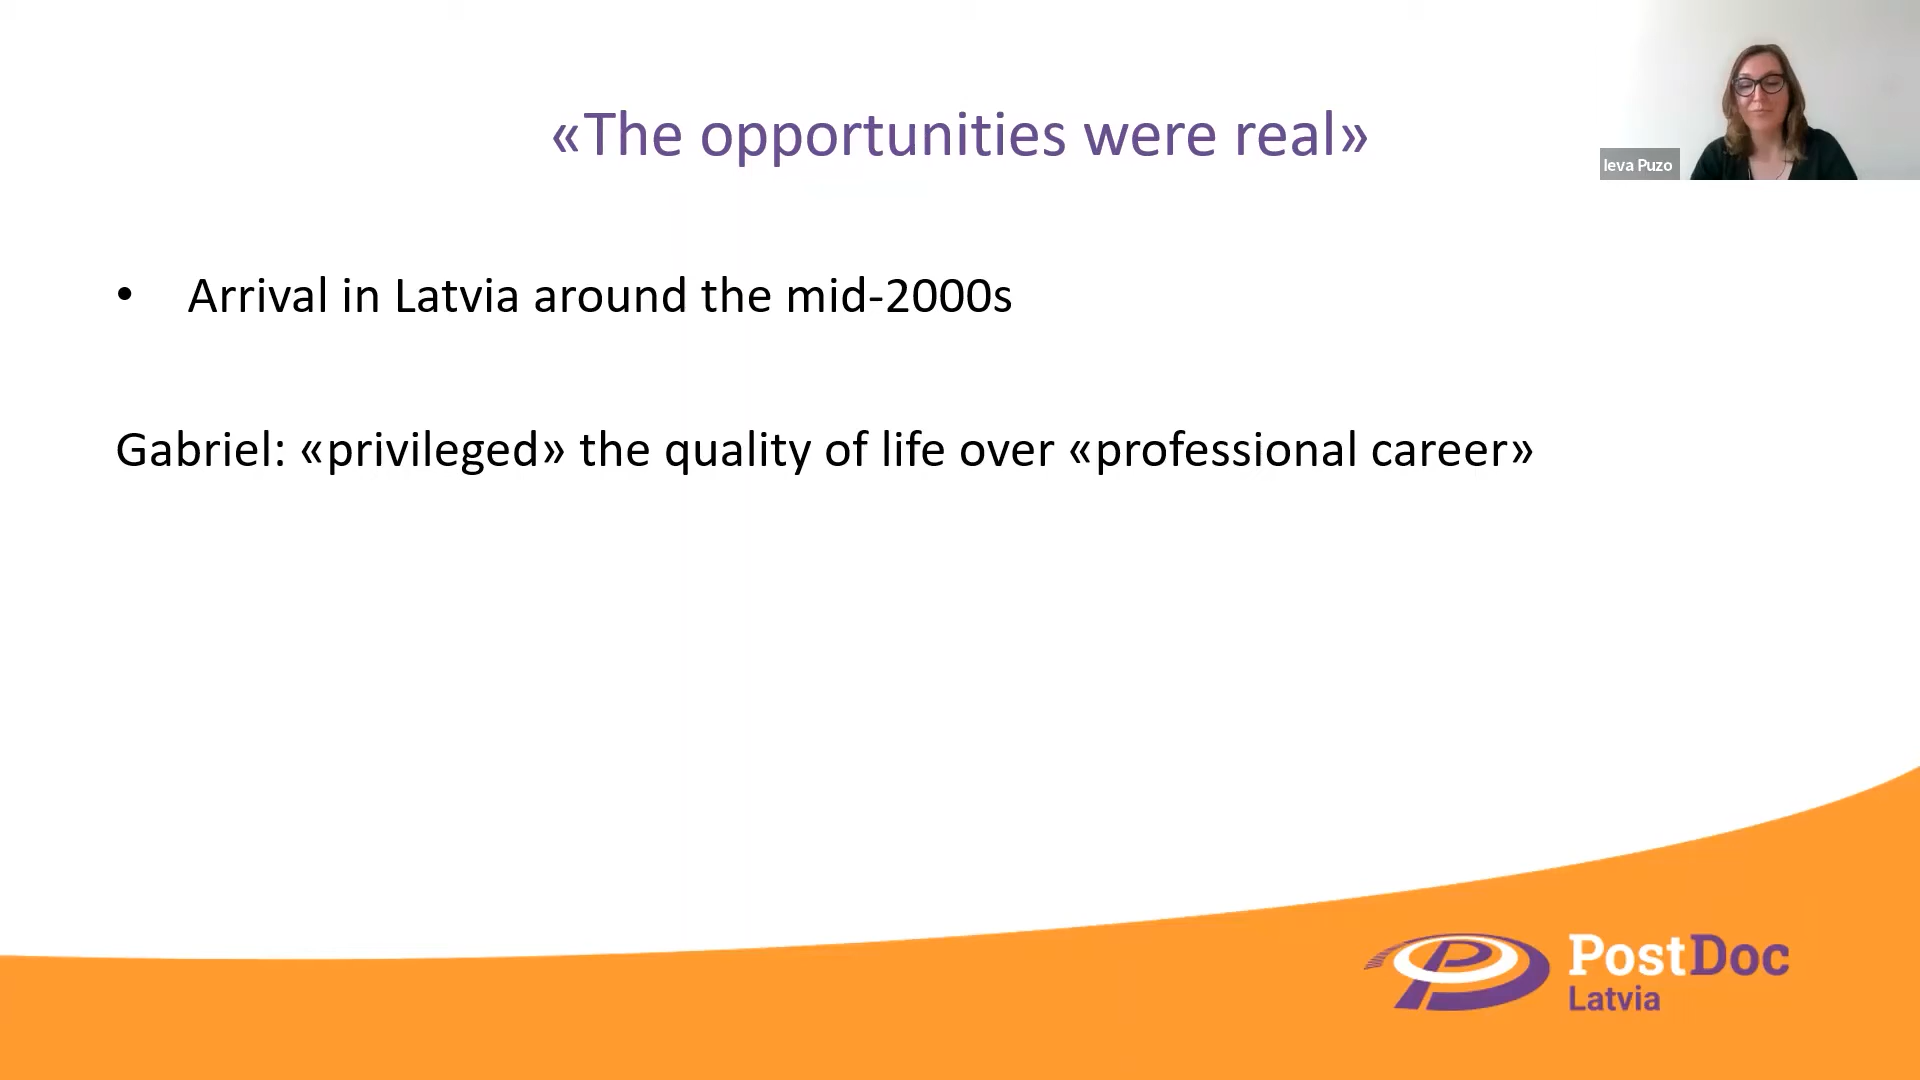 «The opportunities were real»
Ieva Puzo
• Arrival in Latvia around the mid-2000s
Gabriel: «privileged» the quality of life over «professional career»
PostDoc
Latvia